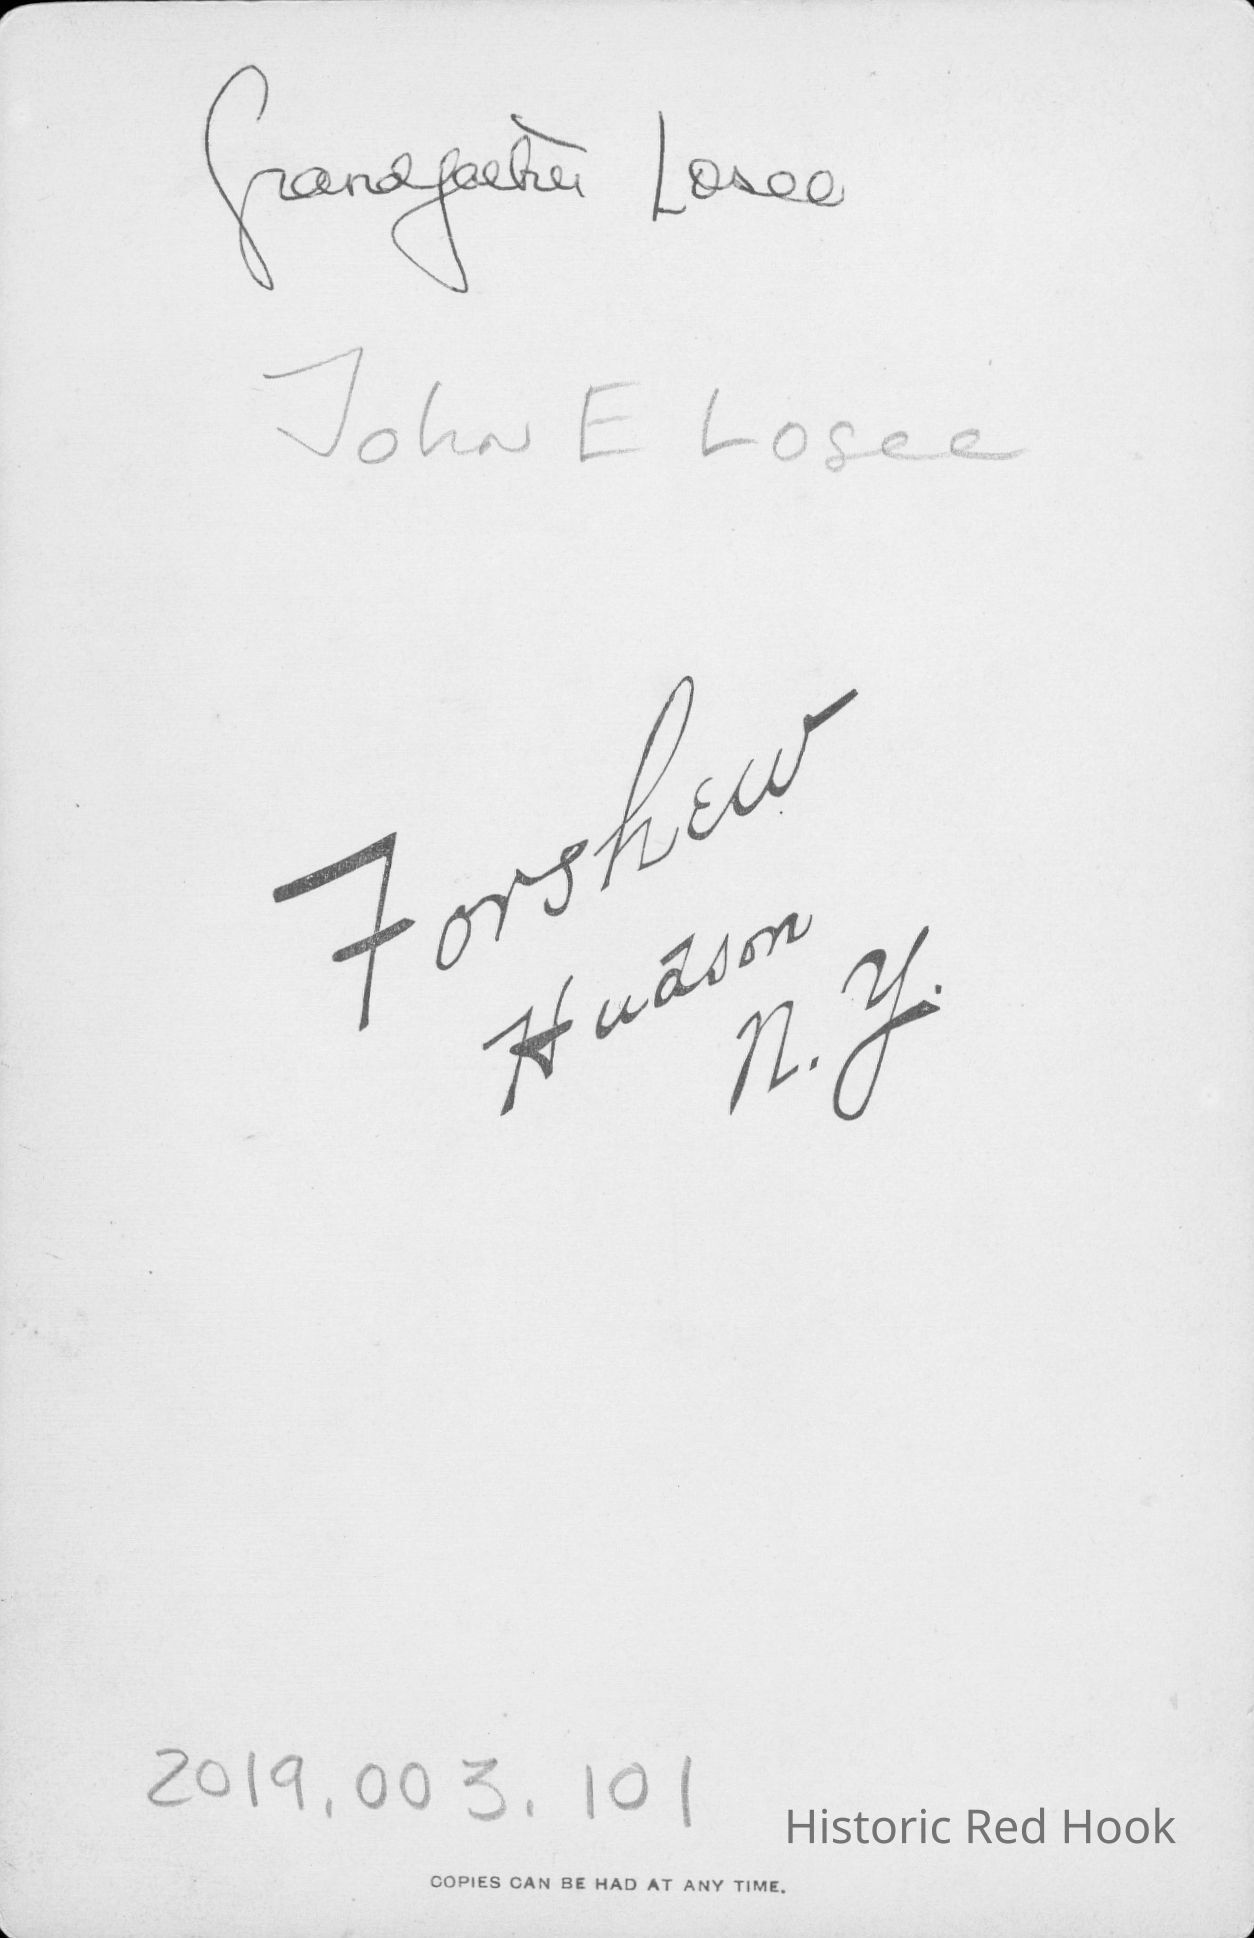 Grandfather Losee
John E Losee
Forshew
Hudson
N.Y.
2019.003.101
Historic Red Hook
COPIES CAN BE HAD AT ANY TIME.